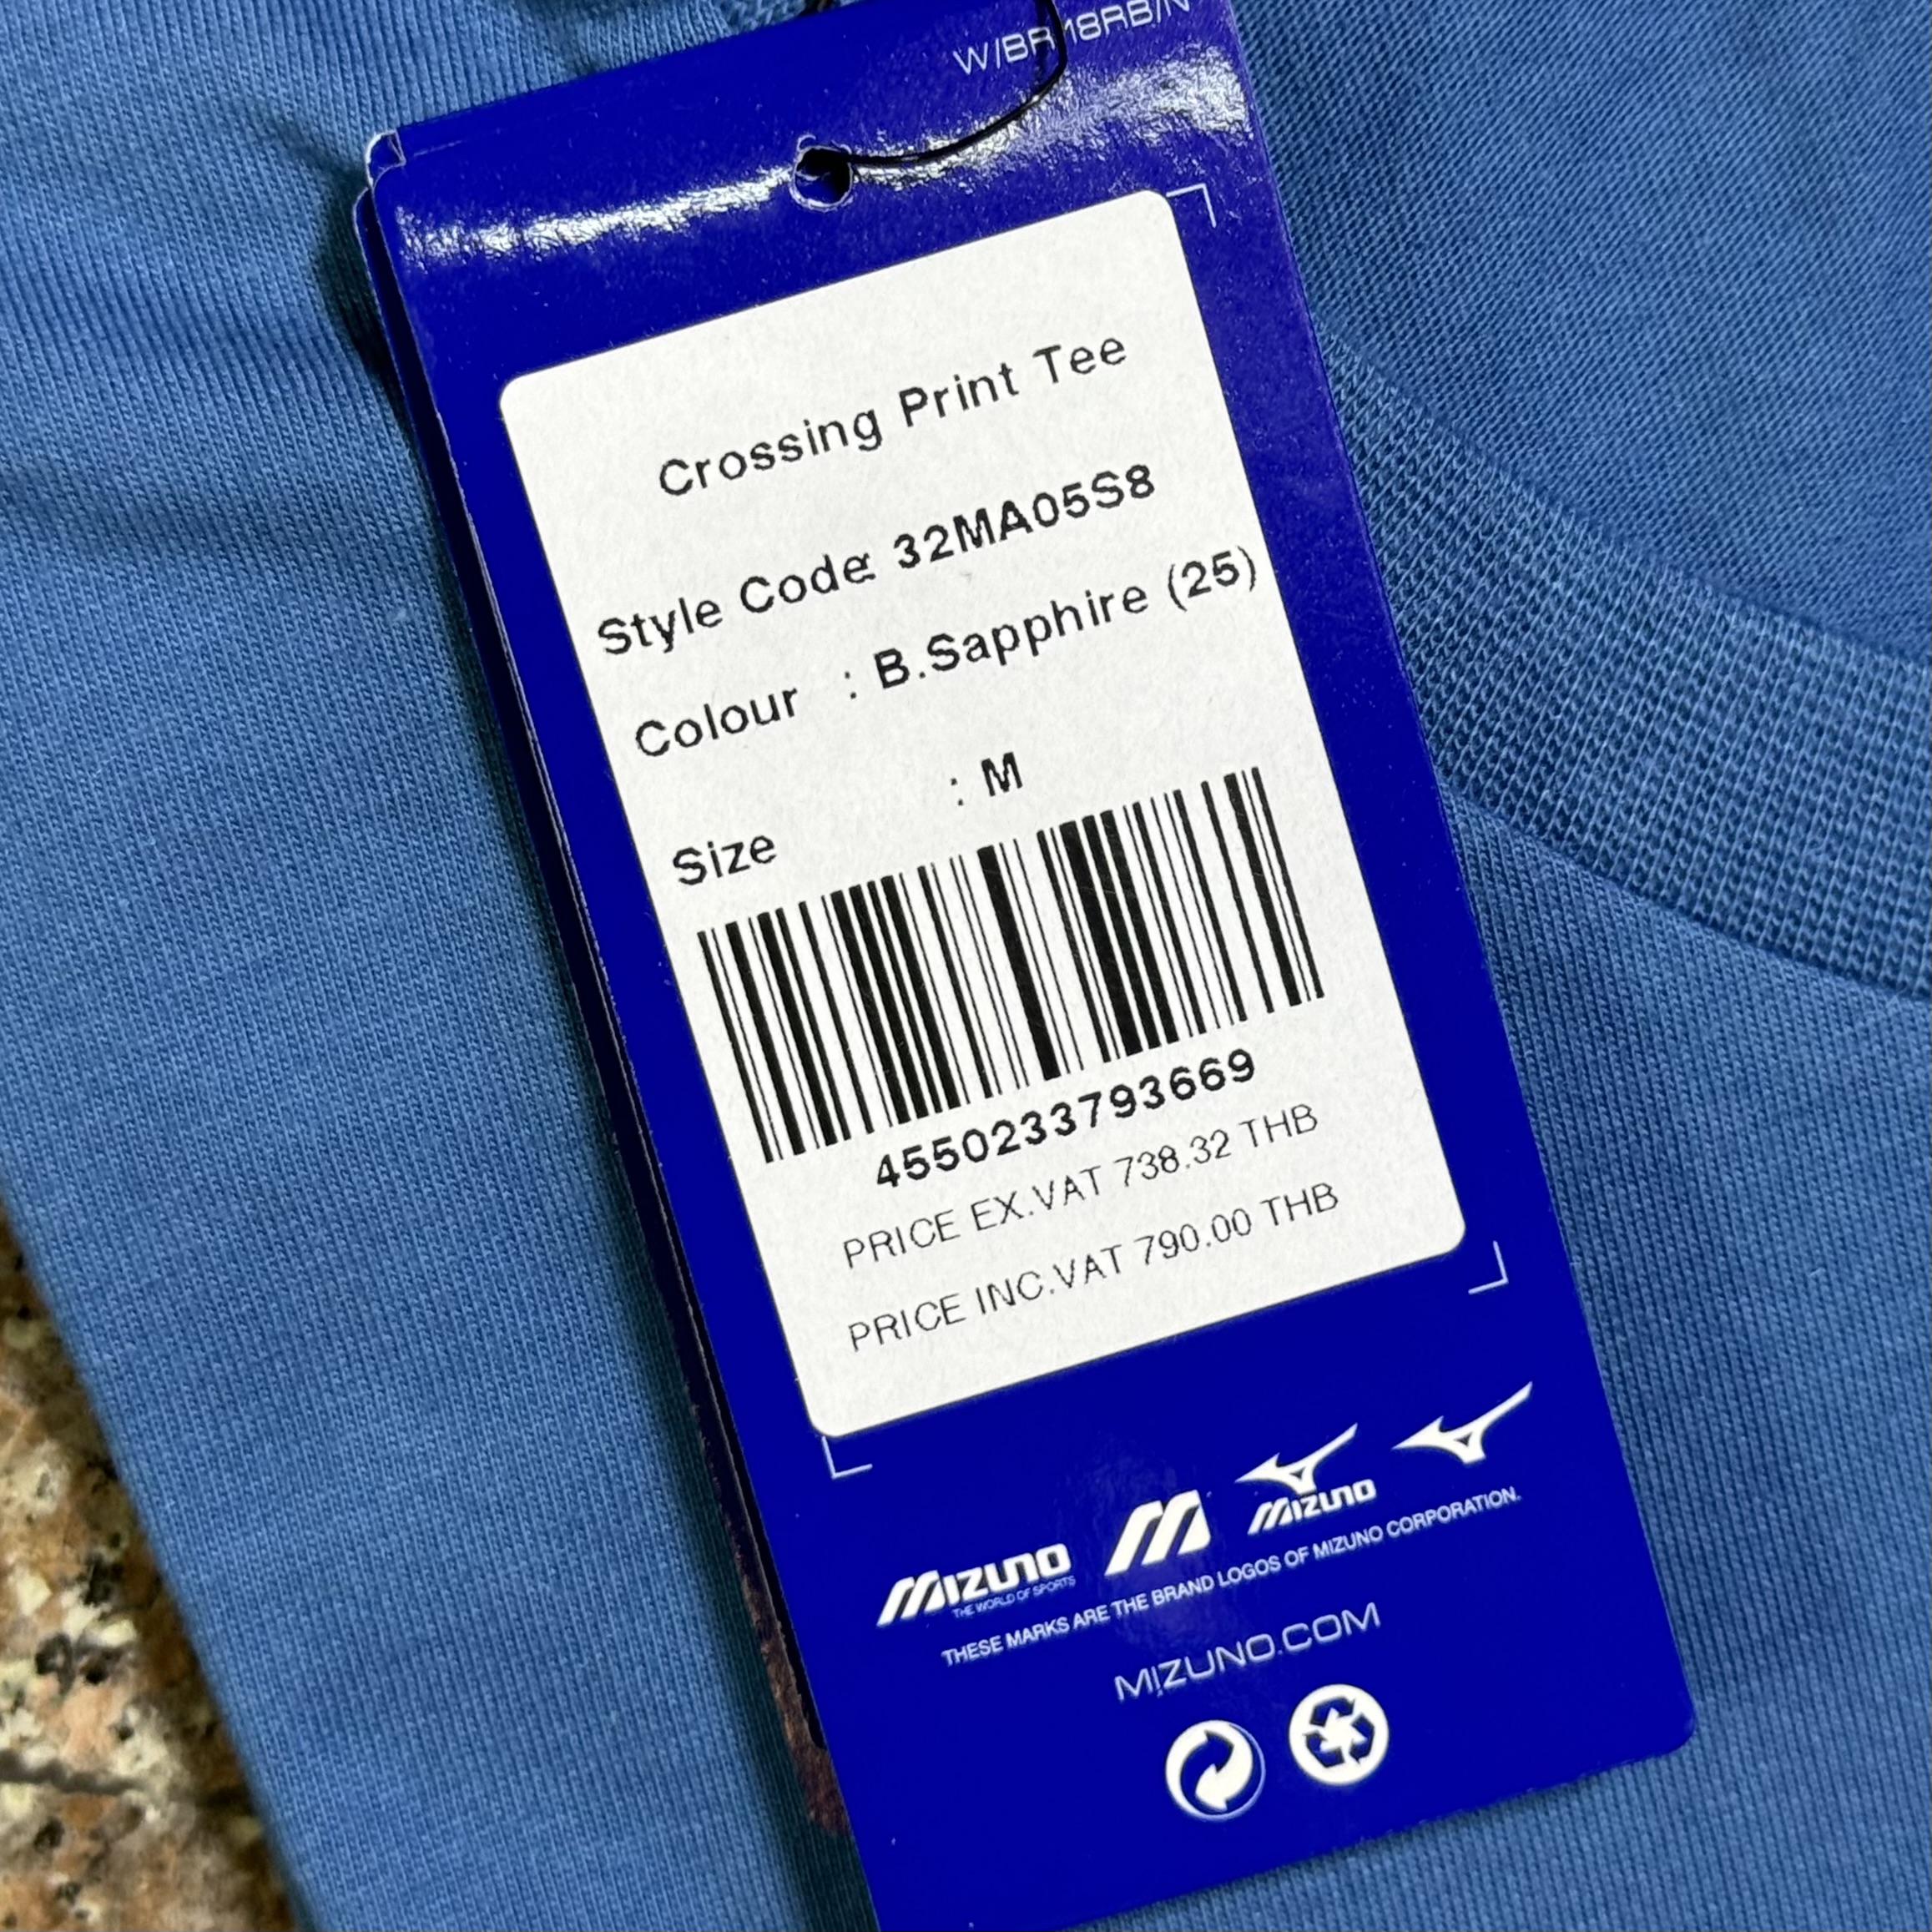 W/BR18RB/N
Crossing Print Tee
Style Code: 32MA05S8
Colour : B.Sapphire (25)
Size : M
4550233793669
PRICE EX.VAT 738.32 THB
PRICE INC.VAT 790.00 THB
MIZUNO M MIZUNO
THE WORLD OF SPORTS
THESE MARKS ARE THE BRAND LOGOS OF MIZUNO CORPORATION.
MIZUNO.COM